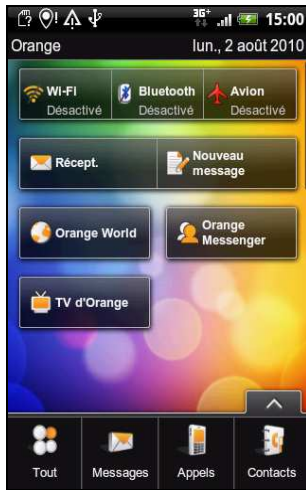 3G+ 15:00
Orange lun., 2 août 2010
Wi-Fi Bluetooth Avion
Désactivé Désactivé Désactivé
Récept. Nouveau
message
Orange World Orange
Messenger
TV d'Orange
Tout Messages Appels Contacts